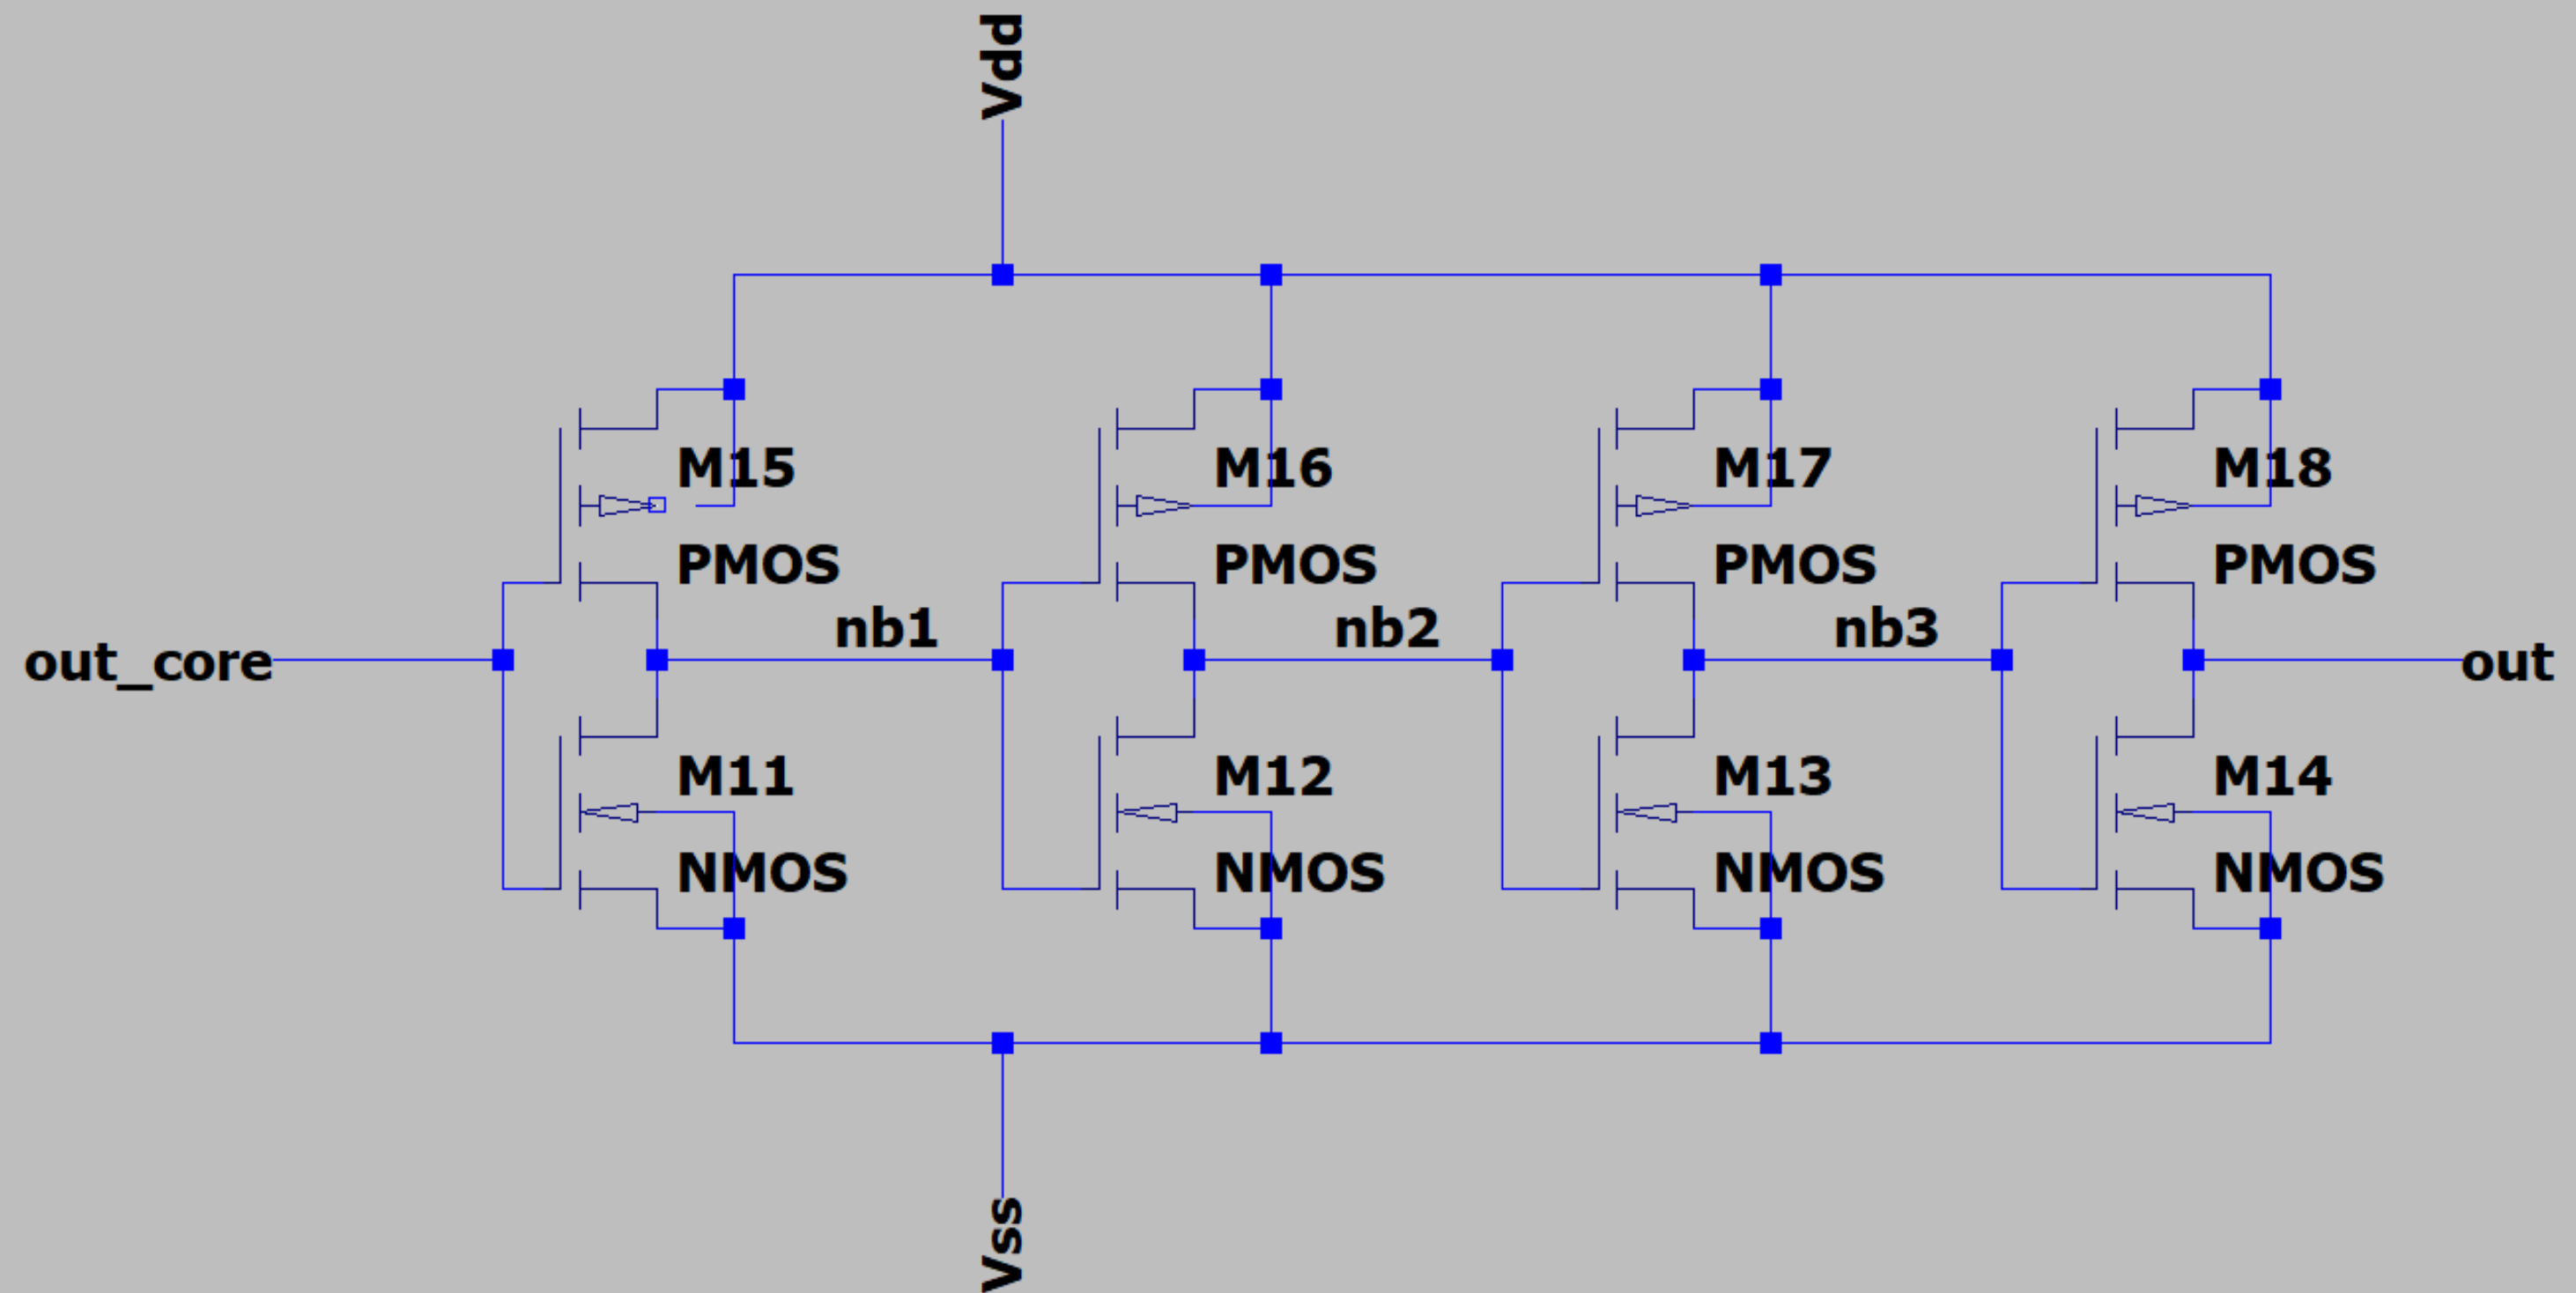 Vdd
M15
M16
M17
M18
PMOS
PMOS
PMOS
PMOS
nb1
nb2
nb3
out_core
out
M11
M12
M13
M14
NMOS
NMOS
NMOS
NMOS
Vss